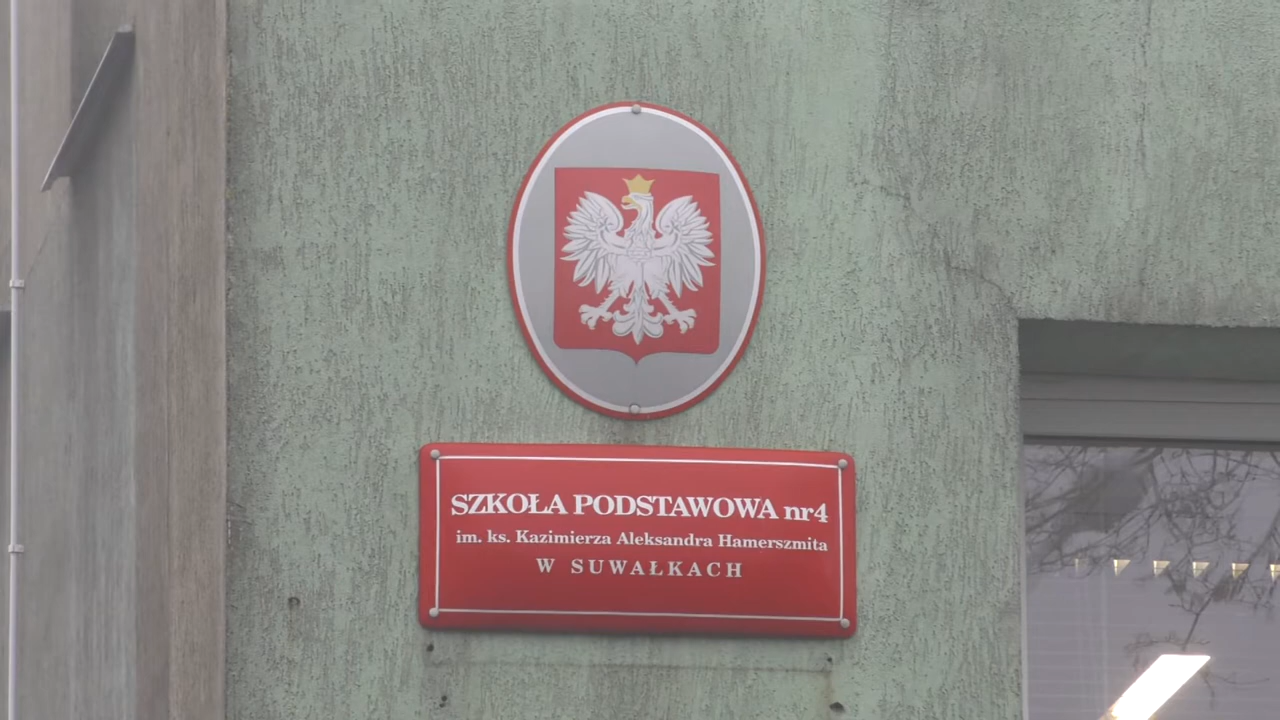 SZKOŁA PODSTAWOWA nr4
im. ks. Kazimierza Aleksandra Hamerszmita
W SUWAŁKACH